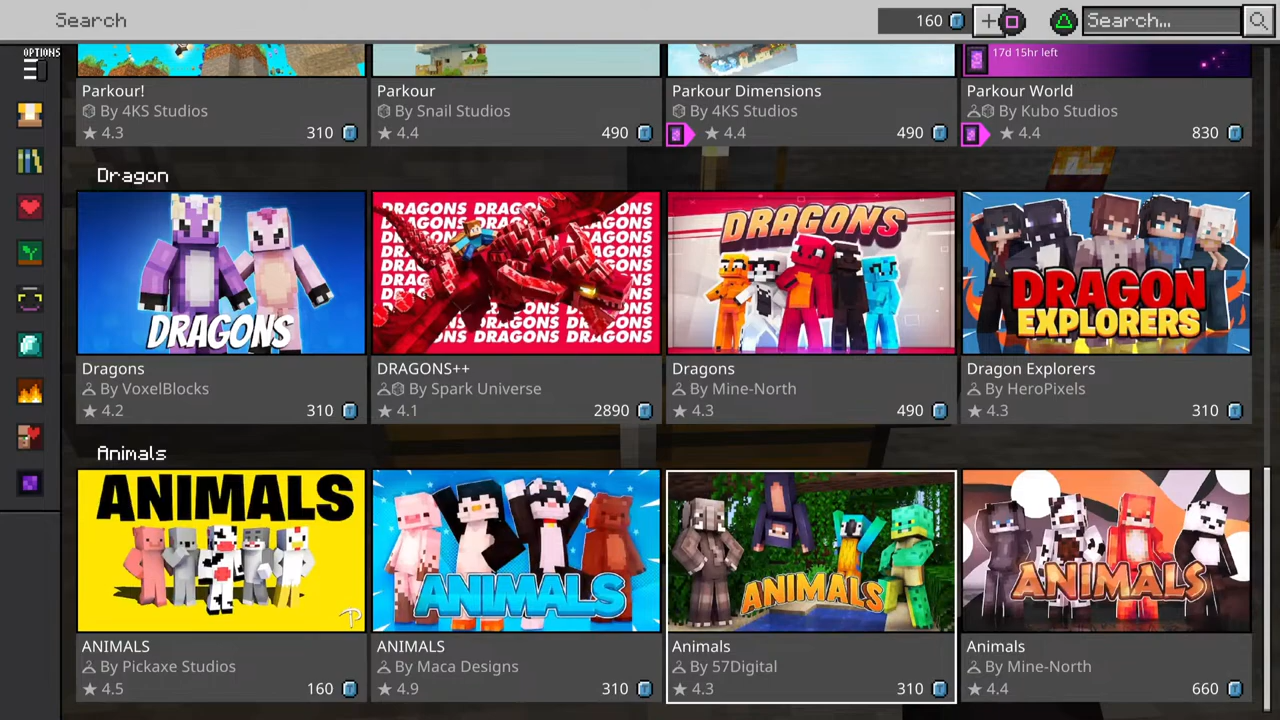 Search
160
Search...
OPTIONS
17d 15hr left
Parkour!
By 4KS Studios
4.3
310
Parkour
By Snail Studios
4.4
490
Parkour Dimensions
By 4KS Studios
4.4
490
Parkour World
By Kubo Studios
4.4
830
Dragon
DRAGONS
Dragons
By VoxelBlocks
4.2
310
DRAGONS DRAGONS DRAGONS
DRAGONS++
By Spark Universe
4.1
2890
DRAGONS
Dragons
By Mine-North
4.3
490
DRAGON
EXPLORERS
Dragon Explorers
By HeroPixels
4.3
310
Animals
ANIMALS
ANIMALS
By Pickaxe Studios
4.5
160
ANIMALS
ANIMALS
By Maca Designs
4.9
310
ANIMALS
Animals
By 57Digital
4.3
310
ANIMALS
Animals
By Mine-North
4.4
660